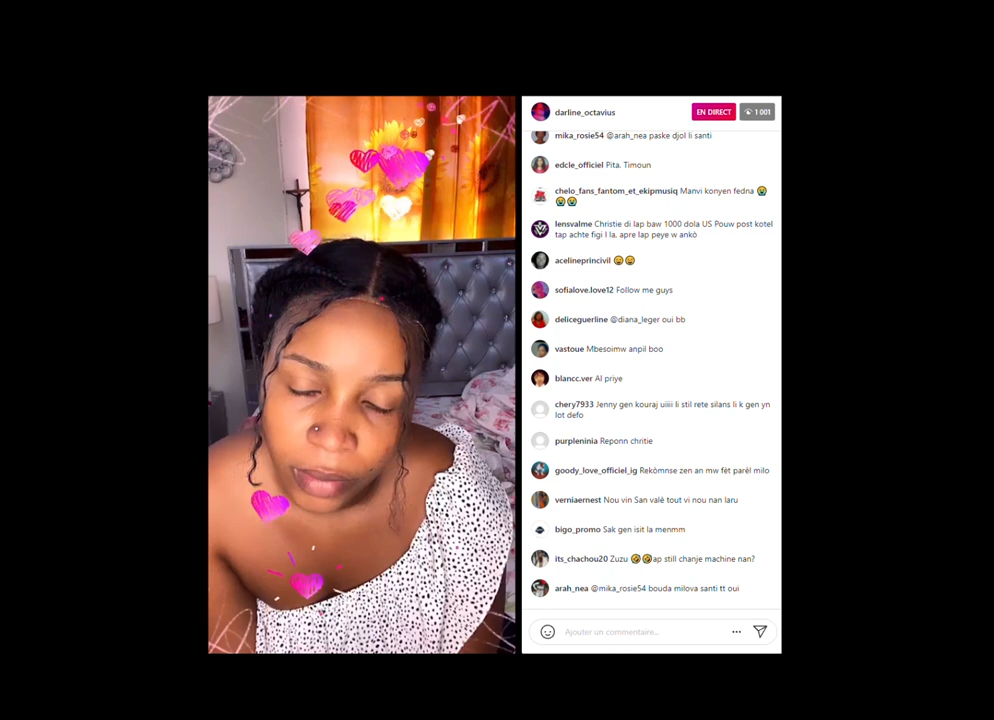 darline_octavius EN DIRECT 1 001
mika_rosie54 @arah_nea paske djol li santi
edcle_officiel Pita. Timoun
chelo_fans_fantom_et_ekipmusiq Manvi konyen fedna 😭
😭😭
lensvalme Christie di lap baw 1000 dola US Pouw post kotel
tap achte figi l la, apre lap peye w ankò
acelineprincivil 😩😩
sofialove.love12 Follow me guys
deliceguerline @diana_leger oui bb
vastoue Mbesoimw anpil boo
blancc.ver Al priye
chery7933 Jenny gen kouraj uiiii li stil rete silans li k gen yn
lot defo
purpleninia Reponn chritie
goody_love_officiel_ig Rekòmnse zen an mw fèt parèl milo
verniaernest Nou vin San valè tout vi nou nan laru
bigo_promo Sak gen isit la menmm
its_chachou20 Zuzu 🤣🤣ap still chanje machine nan?
arah_nea @mika_rosie54 bouda milova santi tt oui
Ajouter un commentaire...